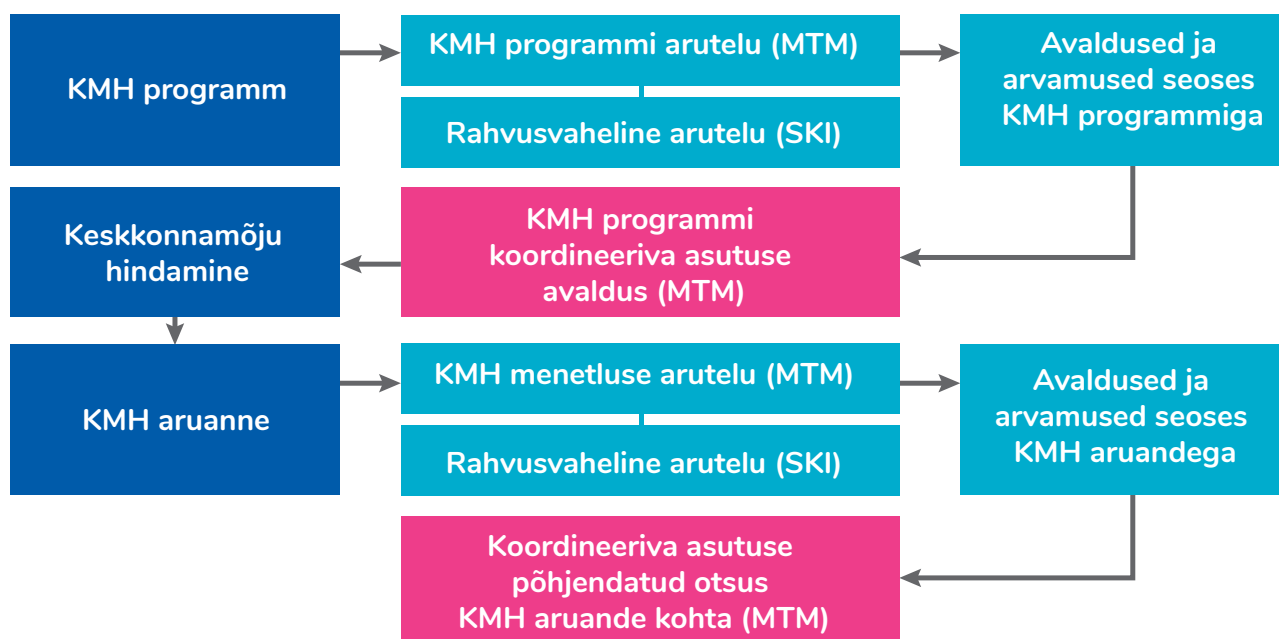 KMH programm
KMH programmi arutelu (MTM)
Rahvusvaheline arutelu (SKI)
Avaldused ja
arvamused seoses
KMH programmiga
Keskkonnamõju
hindamine
KMH programmi
koordineeriva asutuse
avaldus (MTM)
KMH aruanne
KMH menetluse arutelu (MTM)
Rahvusvaheline arutelu (SKI)
Avaldused ja
arvamused seoses
KMH aruandega
Koordineeriva asutuse
põhjendatud otsus
KMH aruande kohta (MTM)